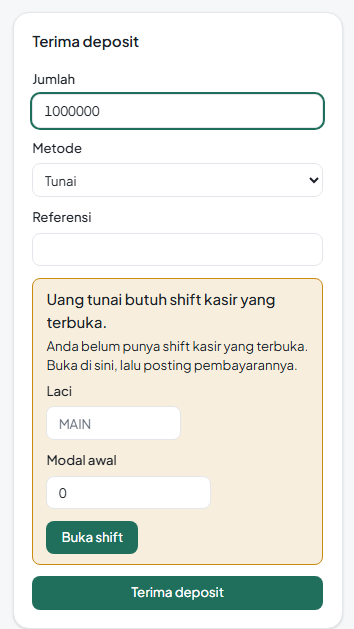 Terima deposit
Jumlah
1000000
Metode
Tunai
Referensi
Uang tunai butuh shift kasir yang
terbuka.
Anda belum punya shift kasir yang terbuka.
Buka di sini, lalu posting pembayarannya.
Laci
MAIN
Modal awal
0
Buka shift
Terima deposit